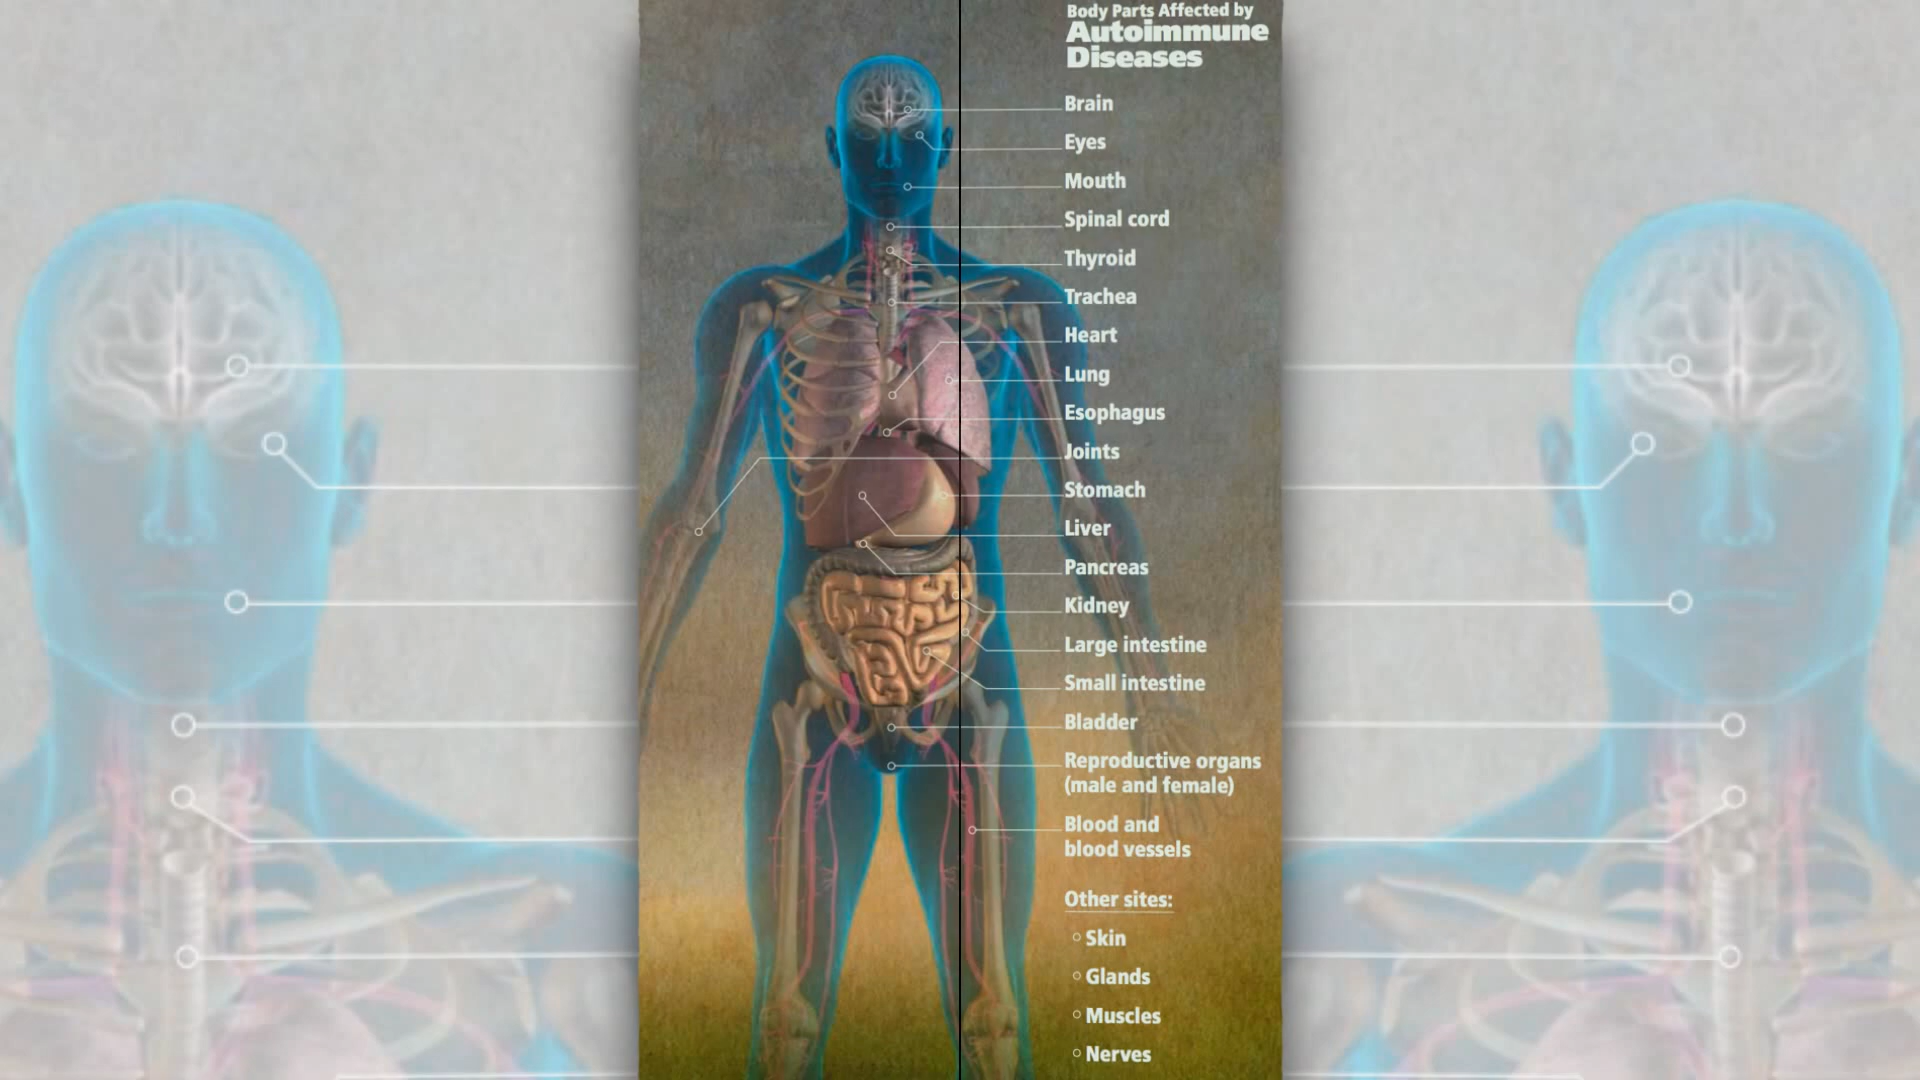 Body Parts Affected by
Autoimmune
Diseases
Brain
Eyes
Mouth
Spinal cord
Thyroid
Trachea
Heart
Lung
Esophagus
Joints
Stomach
Liver
Pancreas
Kidney
Large intestine
Small intestine
Bladder
Reproductive organs
(male and female)
Blood and
blood vessels
Other sites:
Skin
Glands
Muscles
Nerves